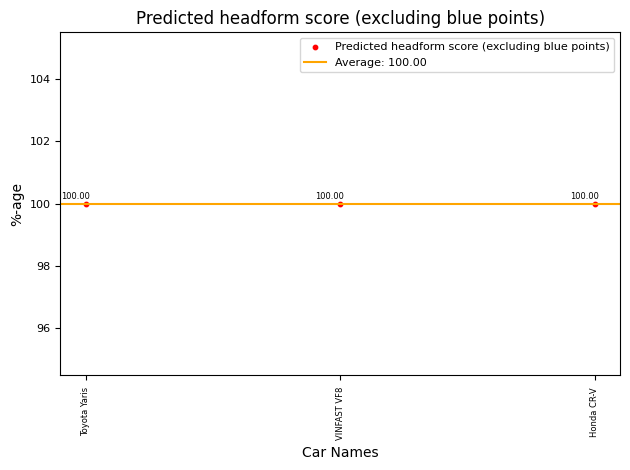 Predicted headform score (excluding blue points)
Predicted headform score (excluding blue points)
Average: 100.00
104
102
100
98
96
%-age
100.00
100.00
100.00
Toyota Yaris
VINFAST VF8
Honda CR-V
Car Names